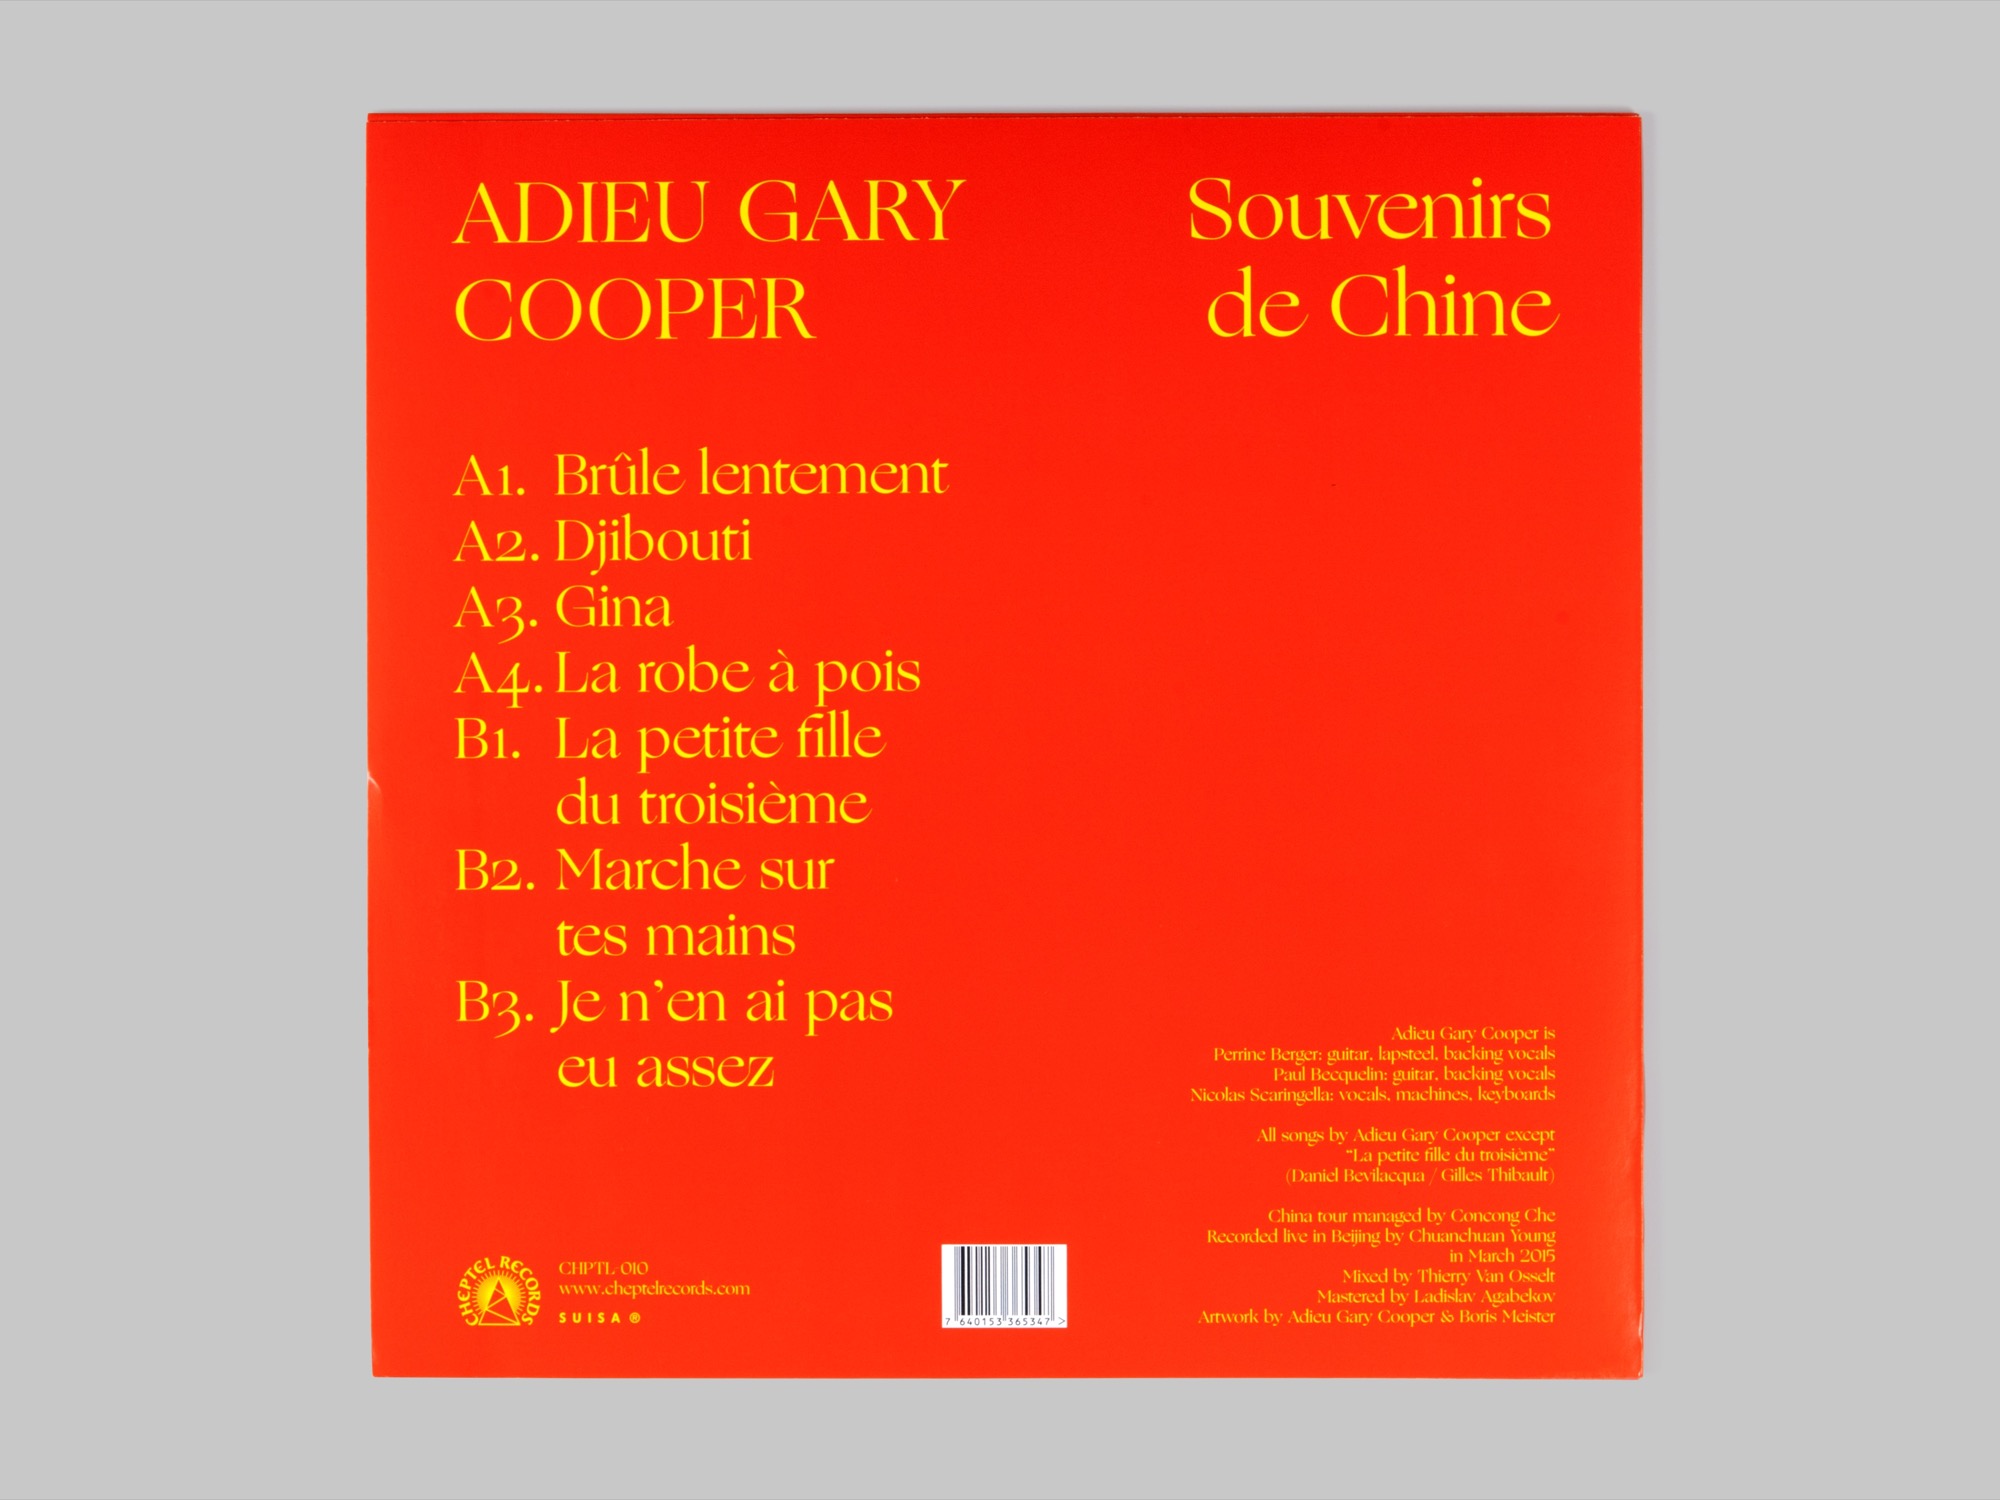 ADIEU GARY
COOPER
Souvenirs
de Chine
A1. Brûle lentement
A2. Djibouti
A3. Gina
A4. La robe à pois
B1. La petite fille
du troisième
B2. Marche sur
tes mains
B3. Je n’en ai pas
eu assez
Adieu Gary Cooper is
Perrine Berger: guitar, lapsteel, backing vocals
Paul Becquelin: guitar, backing vocals
Nicolas Scaringella: vocals, machines, keyboards
All songs by Adieu Gary Cooper except
“La petite fille du troisième”
(Daniel Bevilacqua / Gilles Thibault)
China tour managed by Concong Che
Recorded live in Beijing by Chuanchuan Young
in March 2015
Mixed by Thierry Van Osselt
Mastered by Ladislav Agabekov
Artwork by Adieu Gary Cooper & Boris Meister
CHEPTEL RECORDS
CHPTL-010
www.cheptelrecords.com
SUISA ®
7 640153 365347 >